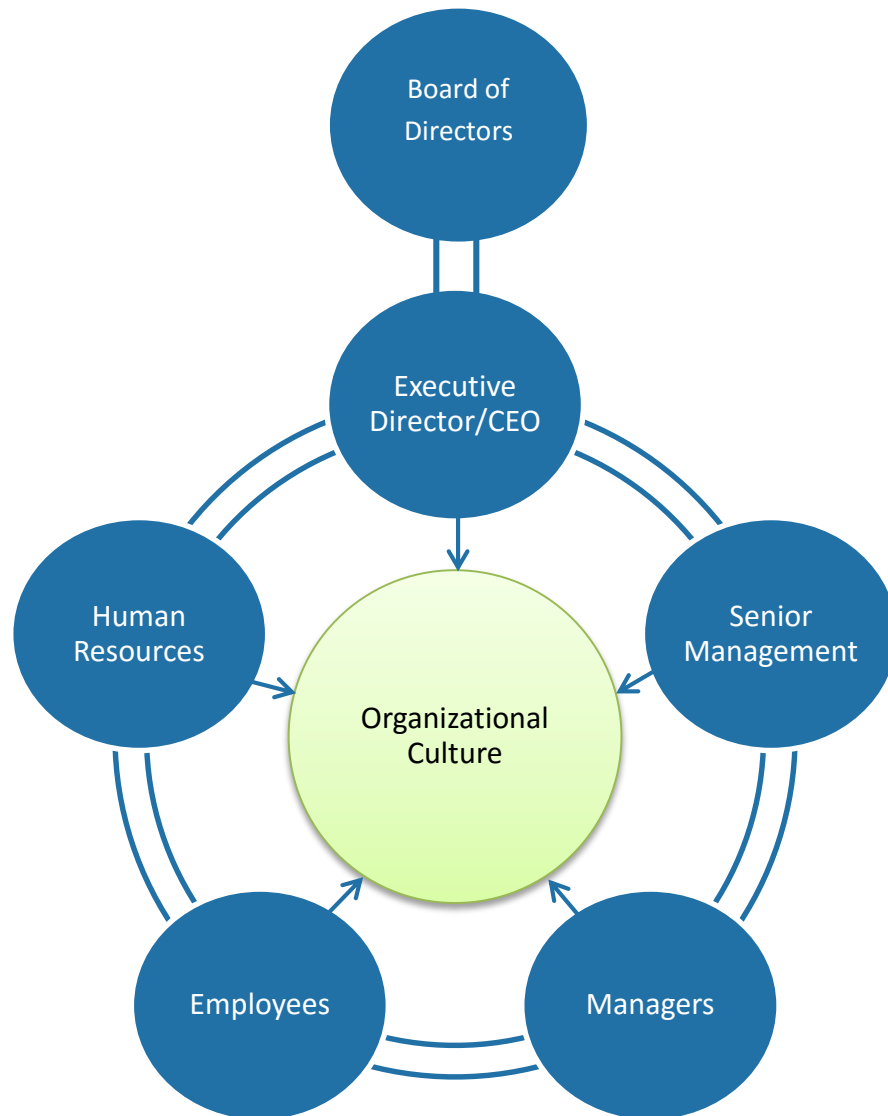 Board of
Directors
Executive
Director/CEO
Human
Resources
Senior
Management
Organizational
Culture
Employees
Managers